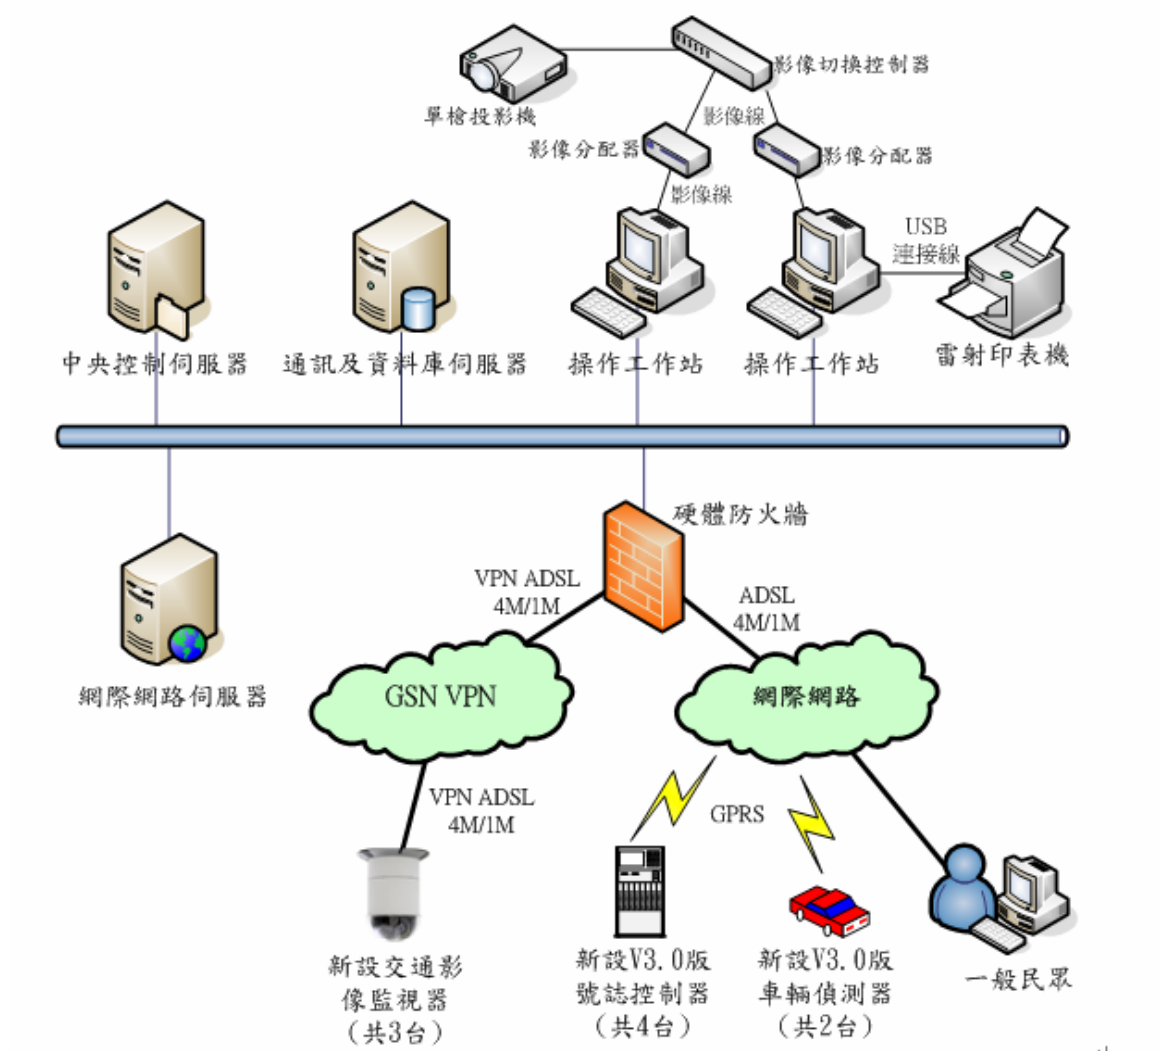 影像切換控制器
單槍投影機
影像線
影像分配器
影像分配器
影像線
USB
連接線
中央控制伺服器
通訊及資料庫伺服器
操作工作站
操作工作站
雷射印表機
硬體防火牆
VPN ADSL
4M/1M
ADSL
4M/1M
網際網路伺服器
GSN VPN
網際網路
VPN ADSL
4M/1M
GPRS
新設交通影
像監視器
(共3台)
新設V3.0版
號誌控制器
(共4台)
新設V3.0版
車輛偵測器
(共2台)
一般民眾